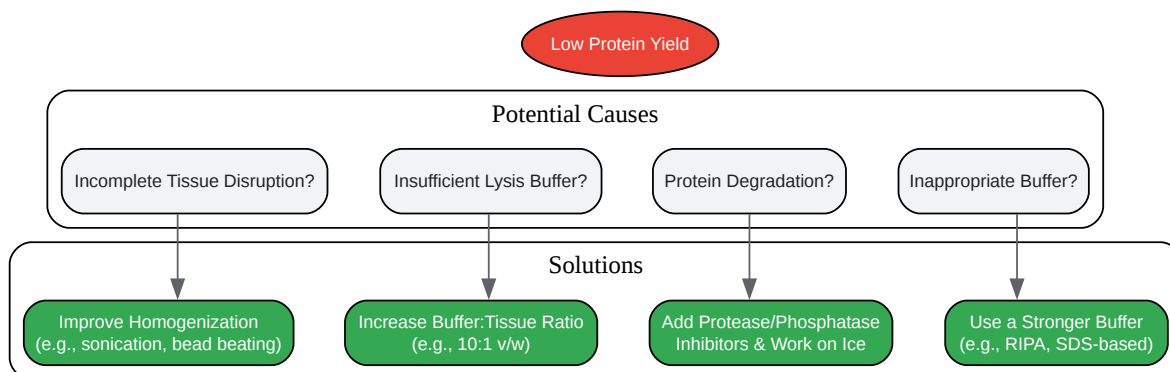 Low Protein Yield
Potential Causes
Incomplete Tissue Disruption?
Insufficient Lysis Buffer?
Protein Degradation?
Inappropriate Buffer?
Solutions
Improve Homogenization
(e.g., sonication, bead beating)
Increase Buffer:Tissue Ratio
(e.g., 10:1 v/w)
Add Protease/Phosphatase
Inhibitors & Work on Ice
Use a Stronger Buffer
(e.g., RIPA, SDS-based)